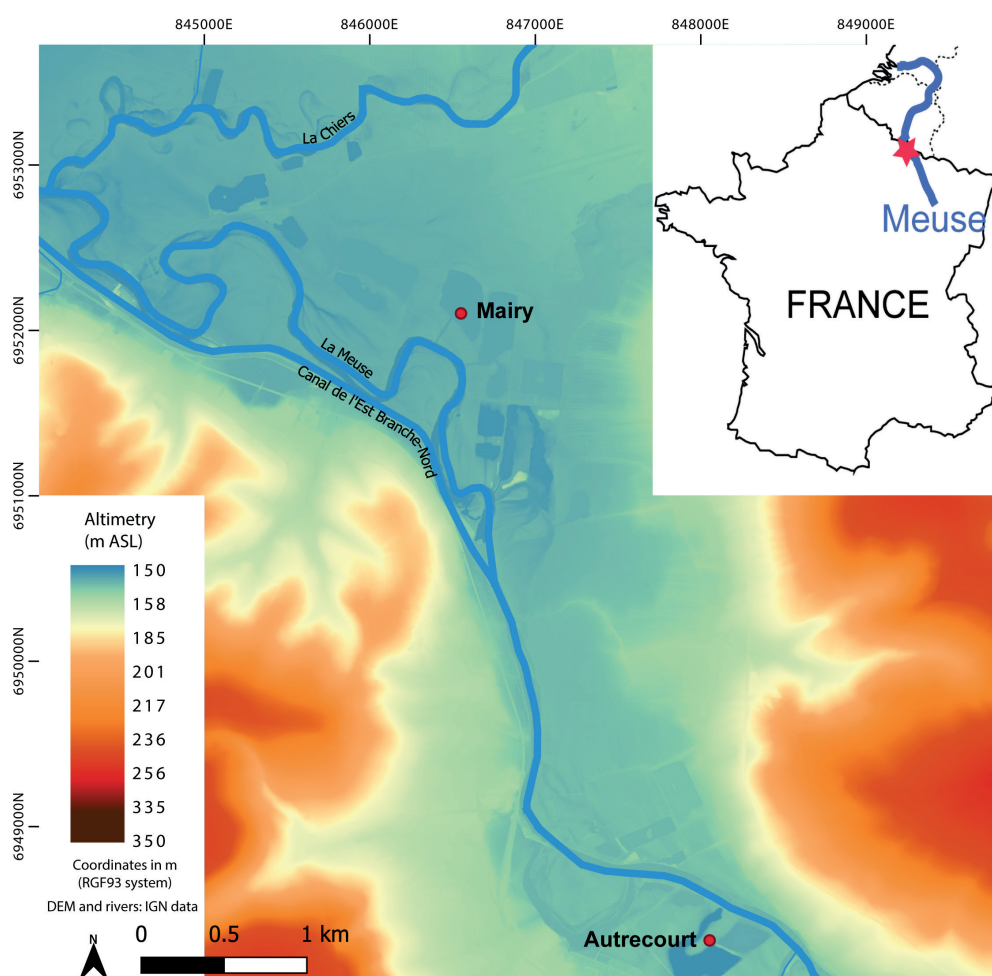 845000E
846000E
847000E
848000E
849000E
6953000N
6952000N
6951000N
6950000N
6949000N
La Chiers
Mairy
La Meuse
Canal de l'Est Branche-Nord
Meuse
FRANCE
Altimetry
(m ASL)
150
158
185
201
217
236
256
335
350
Coordinates in m
(RGF93 system)
DEM and rivers: IGN data
N
0
0.5
1 km
Autrecourt